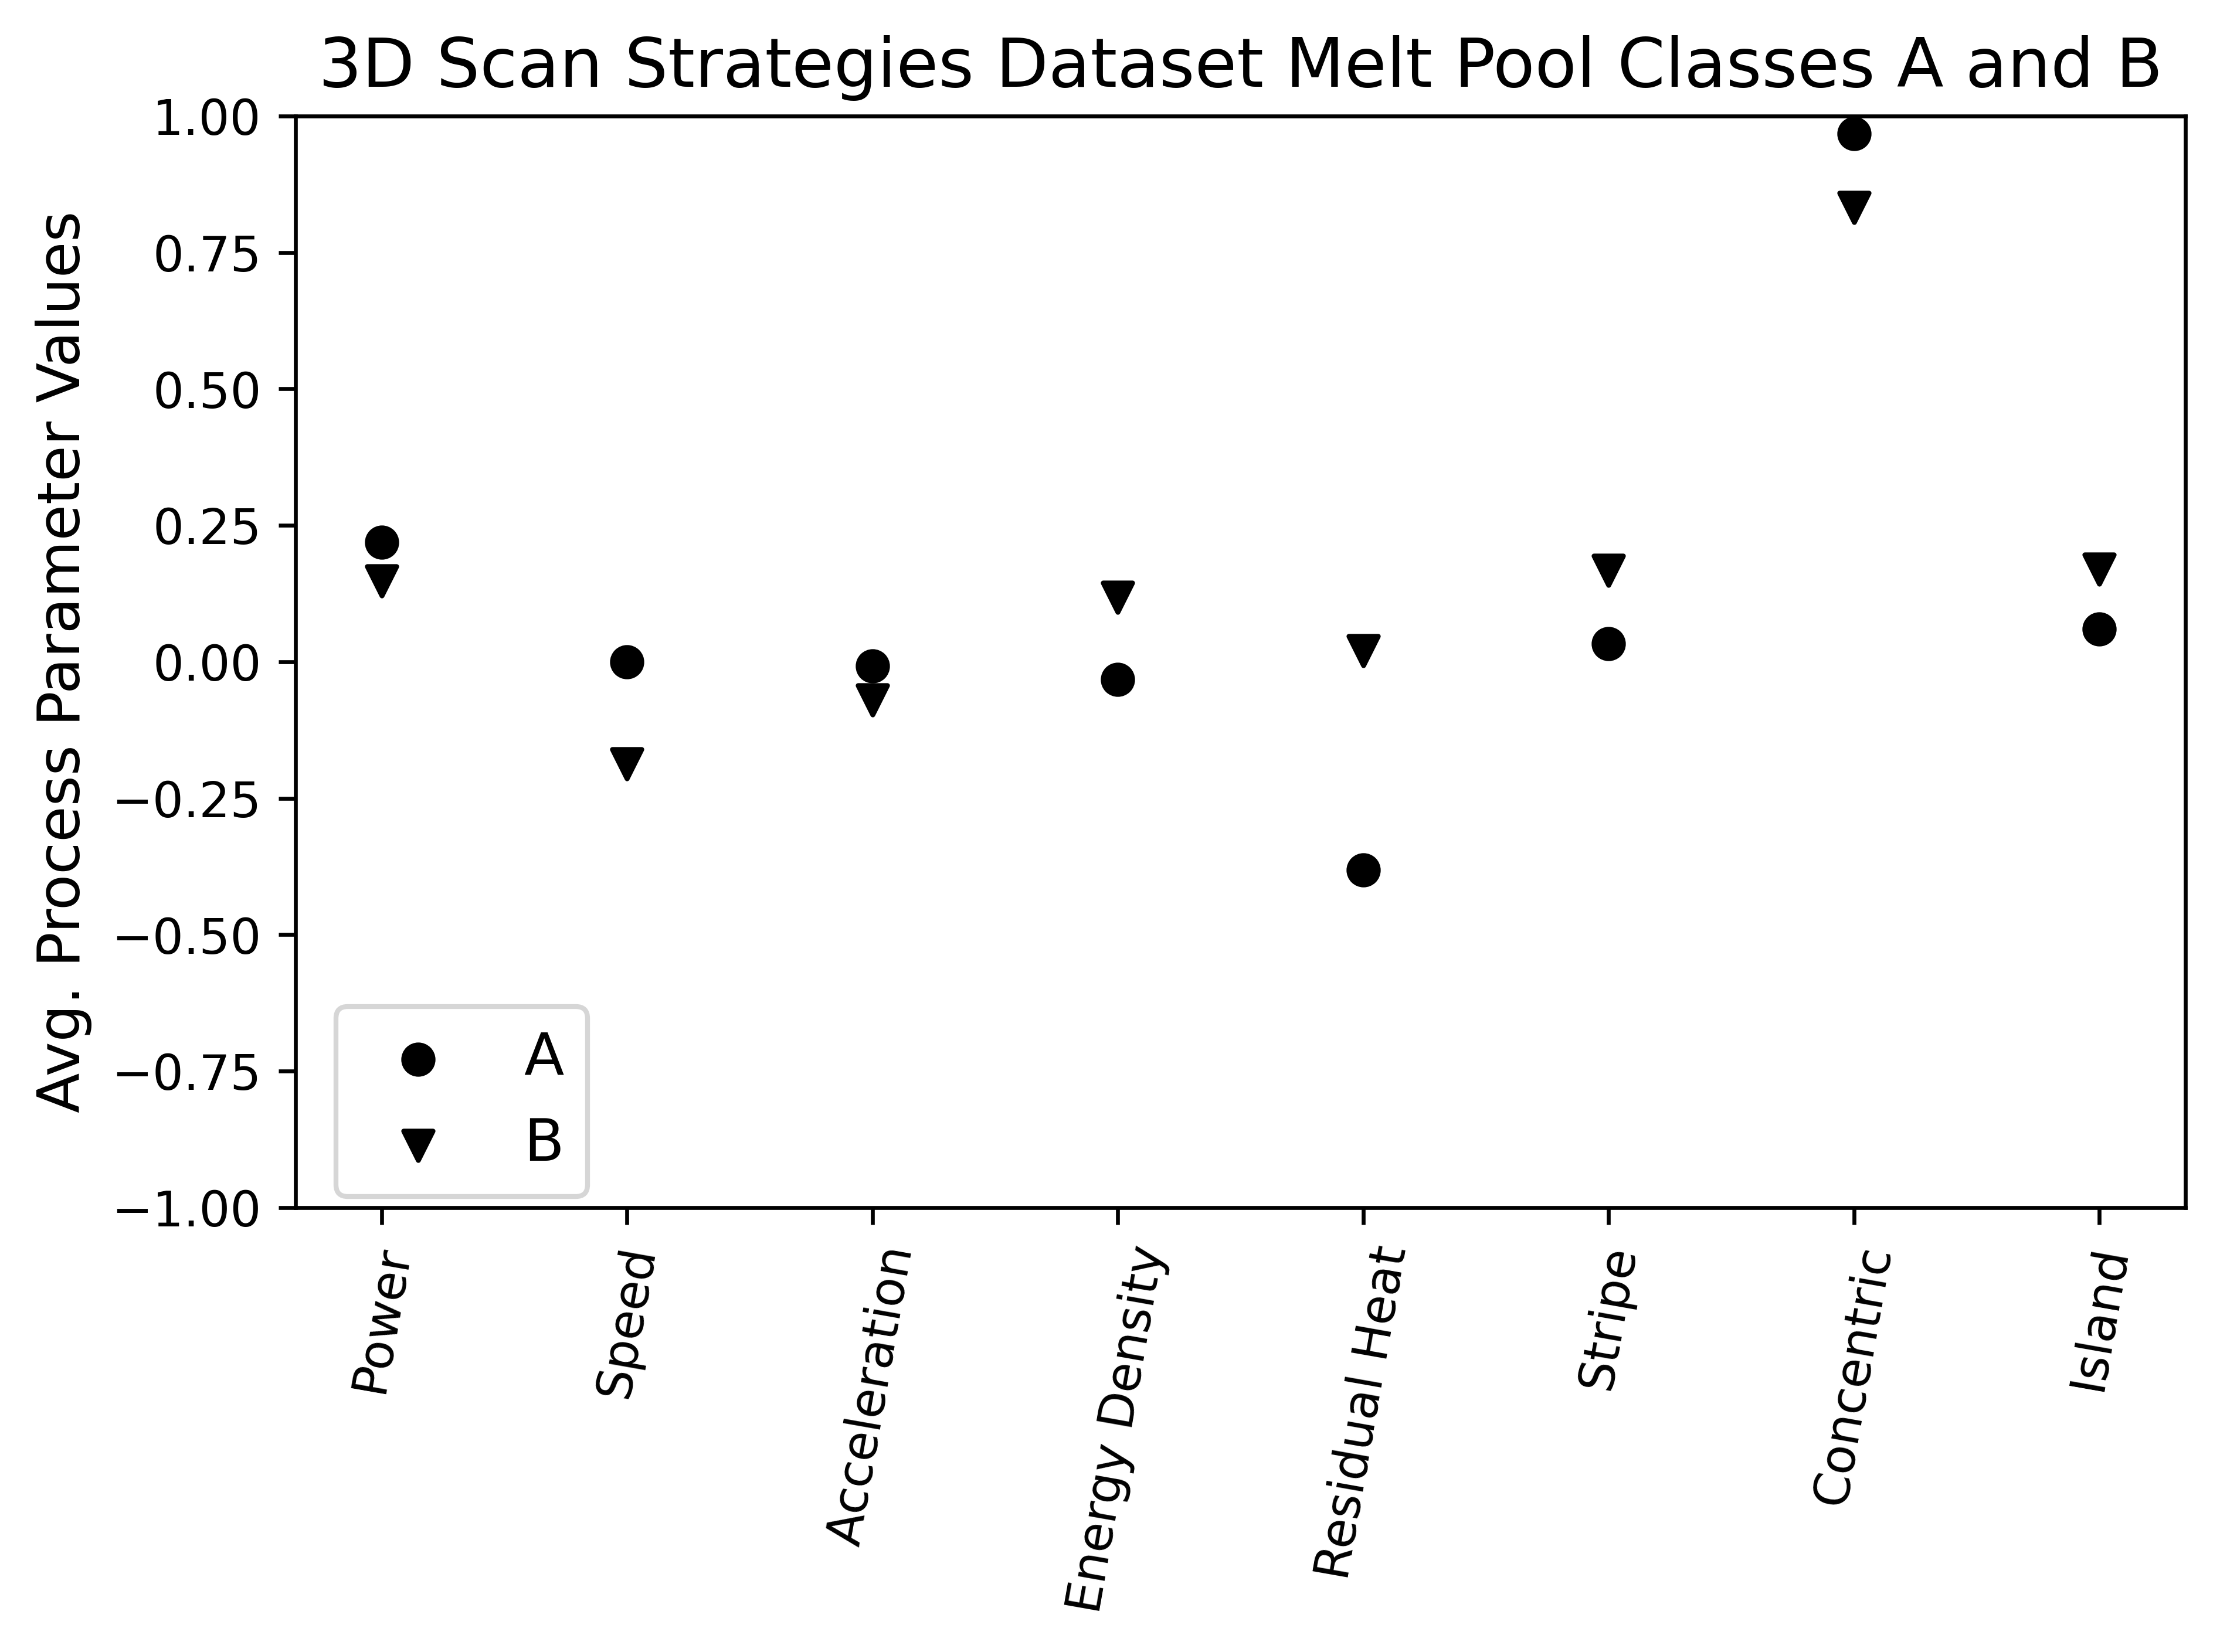 3D Scan Strategies Dataset Melt Pool Classes A and B
Avg. Process Parameter Values
1.00
0.75
0.50
0.25
0.00
−0.25
−0.50
−0.75
−1.00
A
B
Power
Speed
Acceleration
Energy Density
Residual Heat
Stripe
Concentric
Island